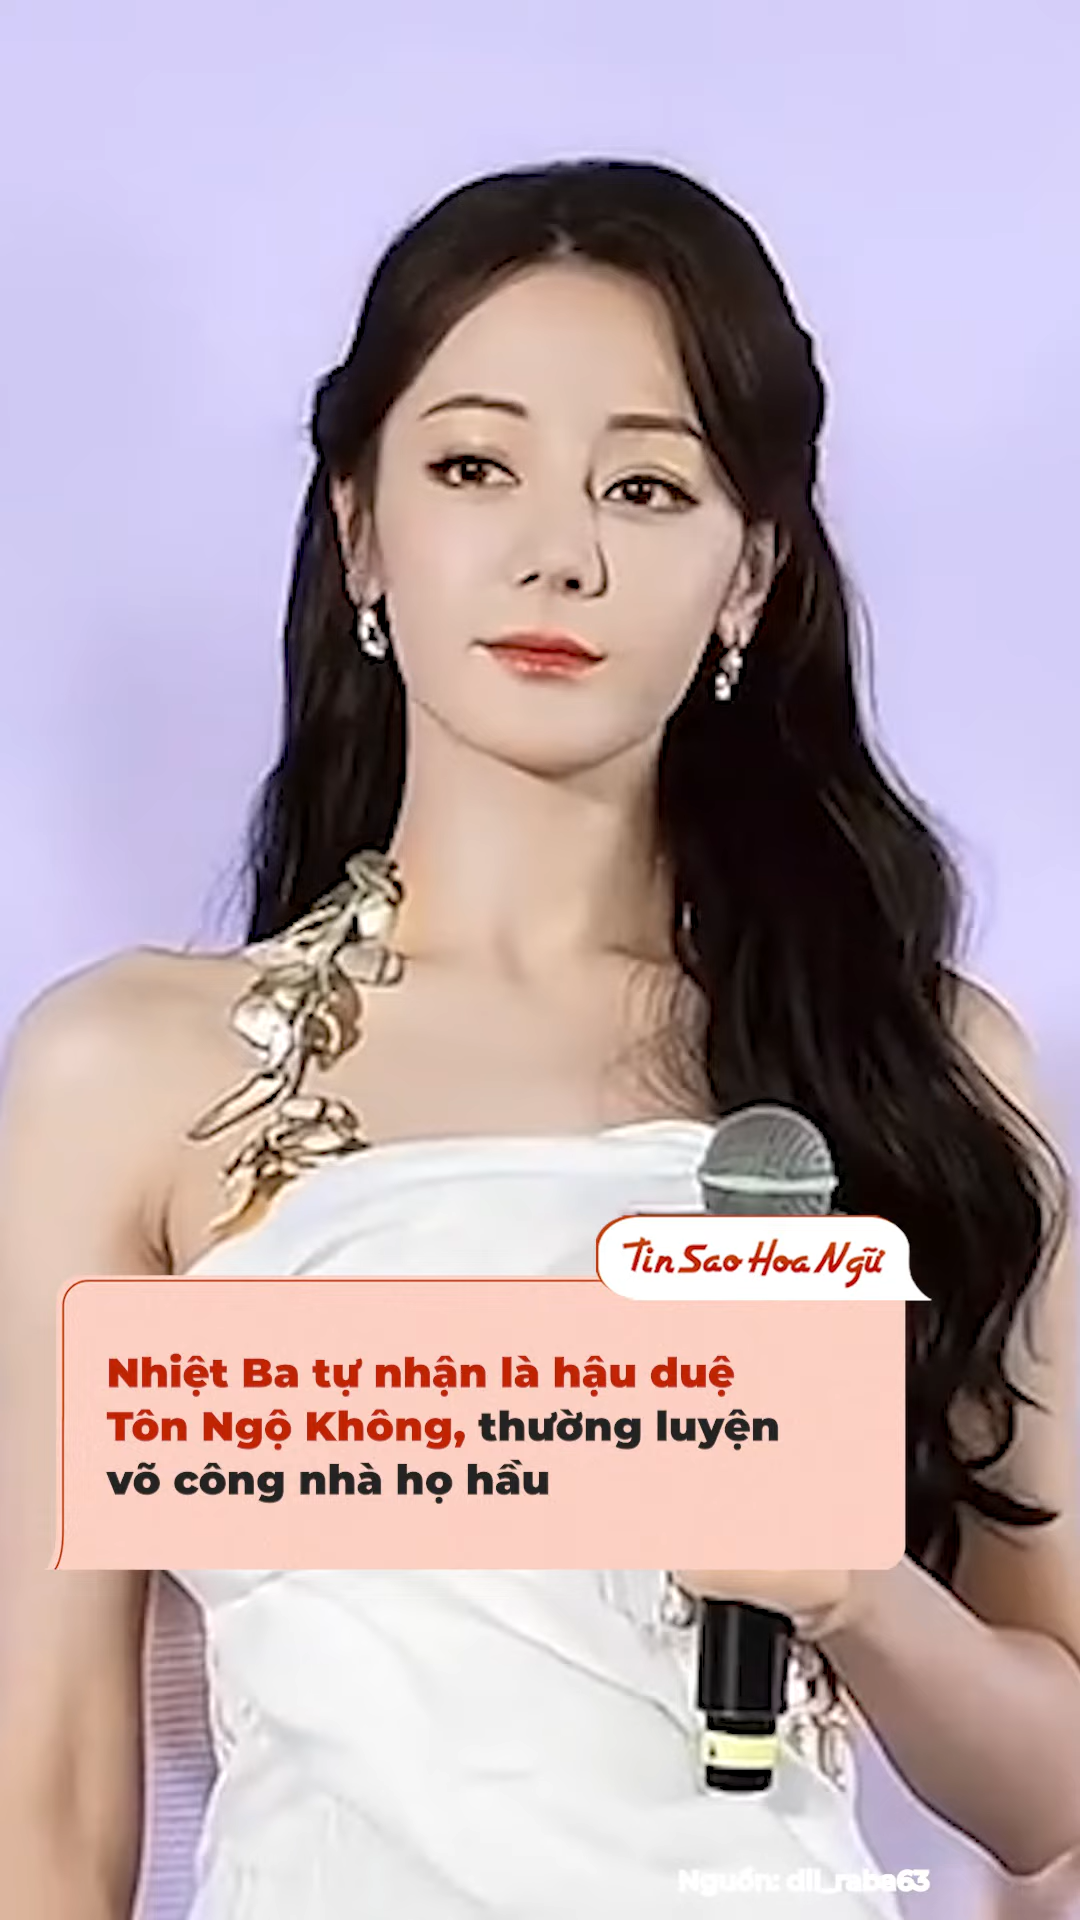 Tin Sao Hoa Ngữ
Nhiệt Ba tự nhận là hậu duệ
Tôn Ngộ Không, thường luyện
võ công nhà họ hầu
Nguồn: dil_raba63